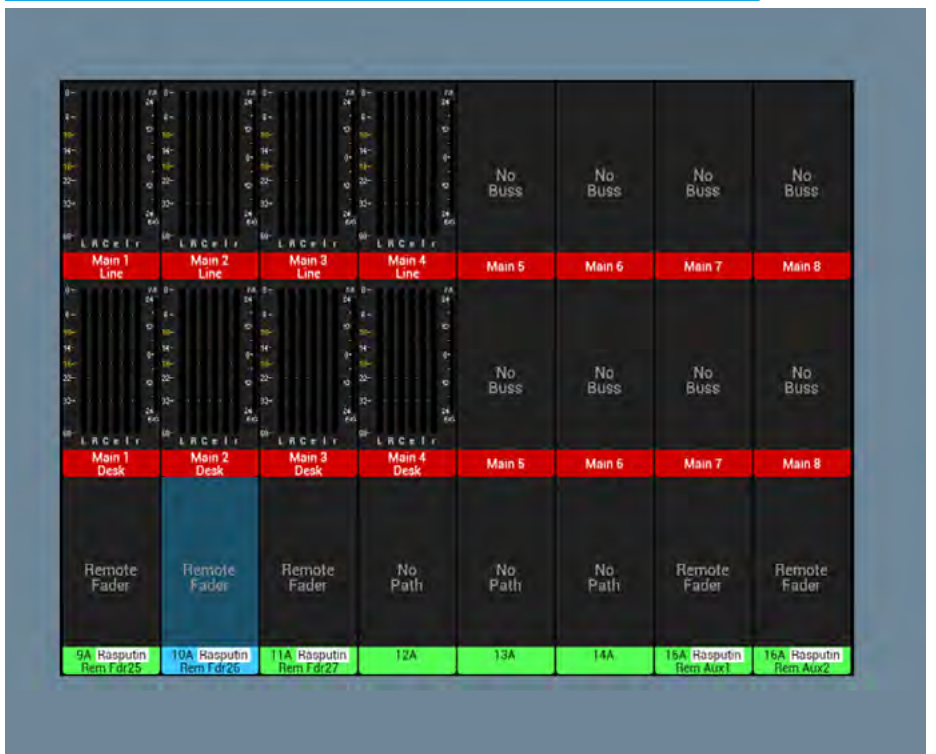 No Buss
No Buss
No Buss
No Buss
L R C e l r
L R C e l r
L R C e l r
L R C e l r
Main 1 Line
Main 2 Line
Main 3 Line
Main 4 Line
Main 5
Main 6
Main 7
Main 8
No Buss
No Buss
No Buss
No Buss
L R C e l r
L R C e l r
L R C e l r
L R C e l r
Main 1 Desk
Main 2 Desk
Main 3 Desk
Main 4 Desk
Main 5
Main 6
Main 7
Main 8
Remote Fader
Remote Fader
Remote Fader
No Path
No Path
No Path
Remote Fader
Remote Fader
9A Rasputin
Rem Fdr25
10A Rasputin
Rem Fdr26
11A Rasputin
Rem Fdr27
12A
13A
14A
15A Rasputin
Rem Aux1
16A Rasputin
Rem Aux2